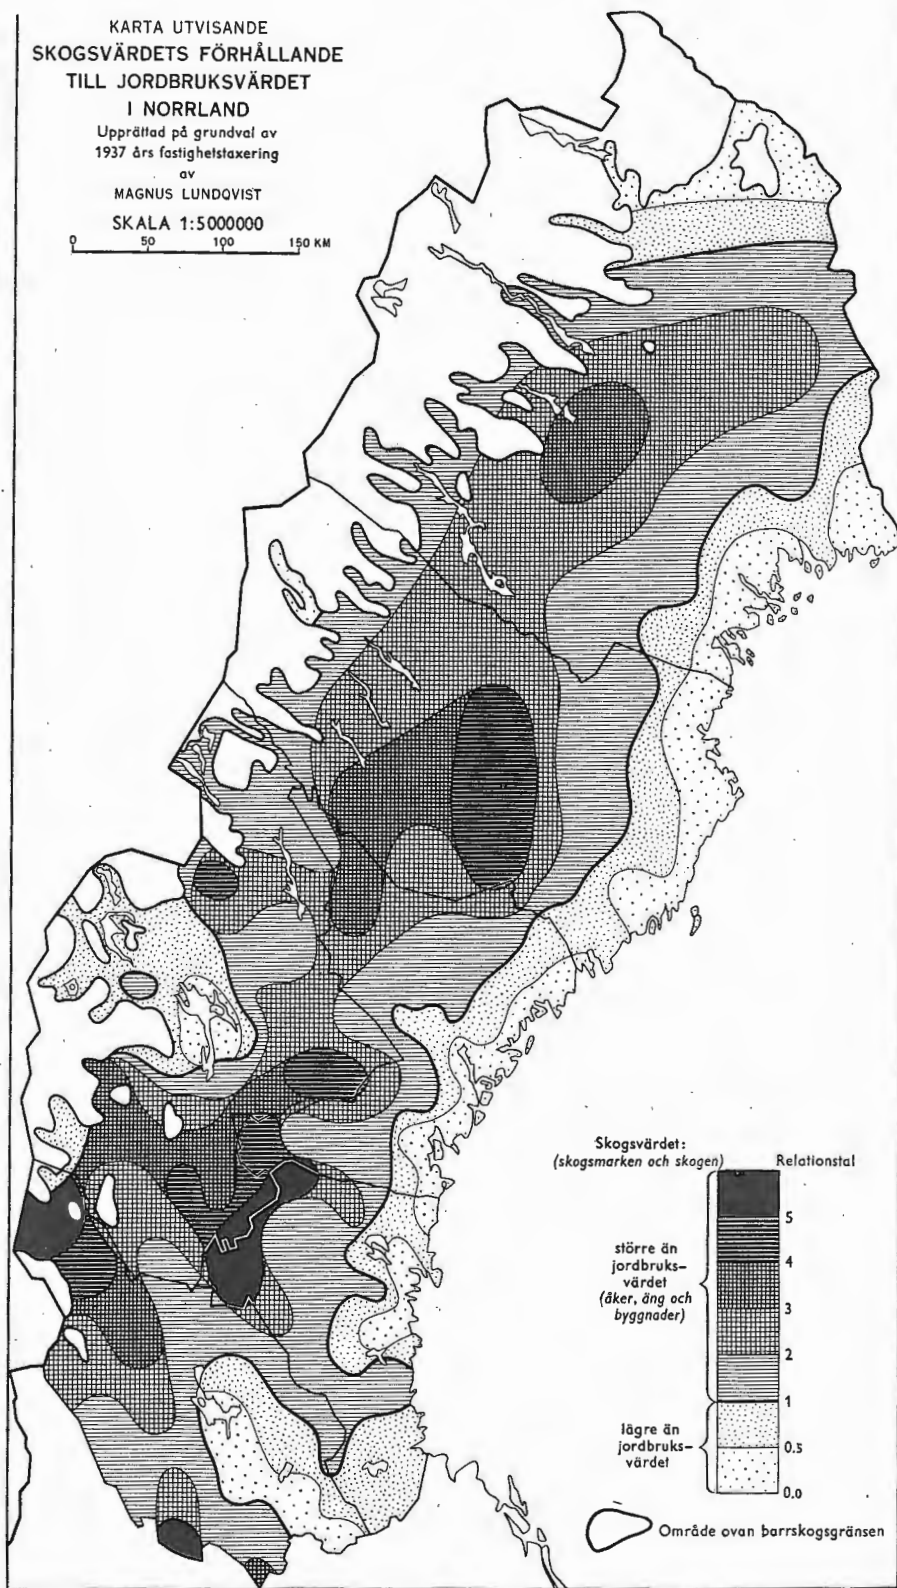 KARTA UTVISANDE
SKOGSVÄRDETS FÖRHÅLLANDE
TILL JORDBRUKSVÄRDET
I NORRLAND
Upprättad på grundval av
1937 års fastighetstaxering
av
MAGNUS LUNDQVIST
SKALA 1:5000000
0 50 100 150 KM
Skogsvärdet:
(skogsmarken och skogen)
Relationstal
5
4
3
2
1
0.5
0.0
större än
jordbruks-
värdet
(åker, äng och
byggnader)
lägre än
jordbruks-
värdet
Område ovan barrskogsgränsen